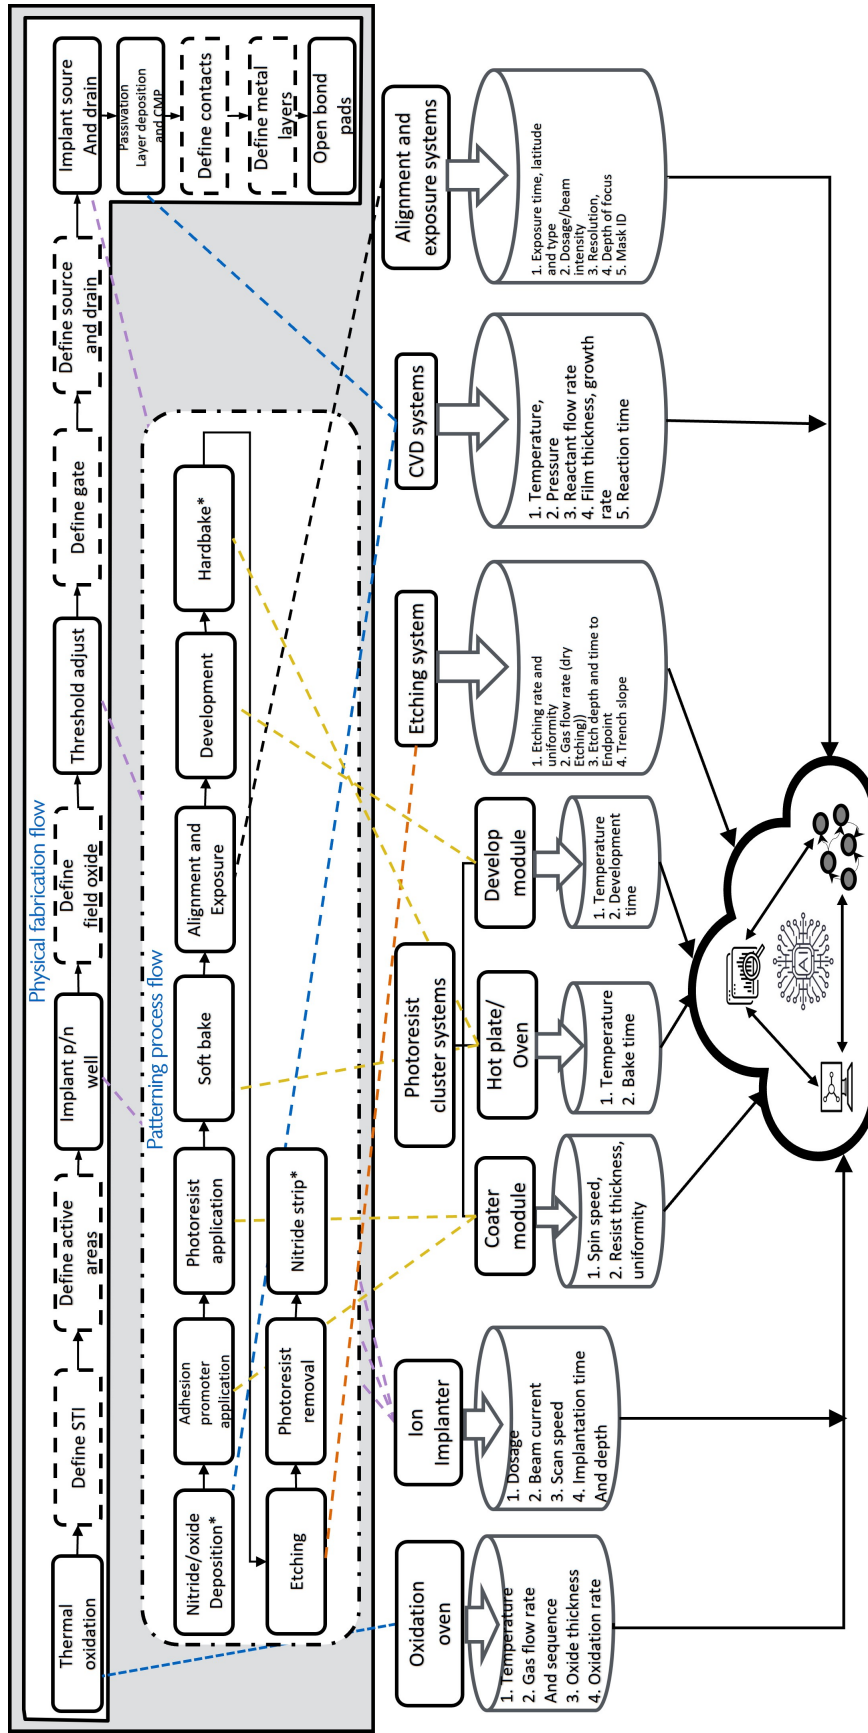 Physical fabrication flow
Thermal
oxidation
Define STI
Define active
areas
Implant p/n
well
Define
field oxide
Threshold adjust
Define gate
Define source
and drain
Implant soure
And drain
Passivation
Layer deposition
and CMP
Define contacts
Define metal
layers
Open bond
pads
Patterning process flow
Nitride/oxide
Deposition*
Adhesion
promoter
application
Photoresist
application
Soft bake
Alignment and
Exposure
Development
Hardbake*
Etching
Photoresist
removal
Nitride strip*
Oxidation
oven
Ion
Implanter
Photoresist
cluster systems
Coater
module
Hot plate/
Oven
Develop
module
Etching system
CVD systems
Alignment and
exposure systems
1. Temperature
2. Gas flow rate
And sequence
3. Oxide thickness
4. Oxidation rate
1. Dosage
2. Beam current
3. Scan speed
4. Implantation time
And depth
1. Spin speed,
2. Resist thickness,
uniformity
1. Temperature
2. Bake time
1. Temperature
2. Development
time
1. Etching rate and
uniformity
2. Gas flow rate (dry
Etching))
3. Etch depth and time to
Endpoint
4. Trench slope
1. Temperature,
2. Pressure
3. Reactant flow rate
4. Film thickness, growth
rate
5. Reaction time
1. Exposure time, latitude
and type
2. Dosage/beam
intensity
3. Resolution,
4. Depth of focus
5. Mask ID
AI